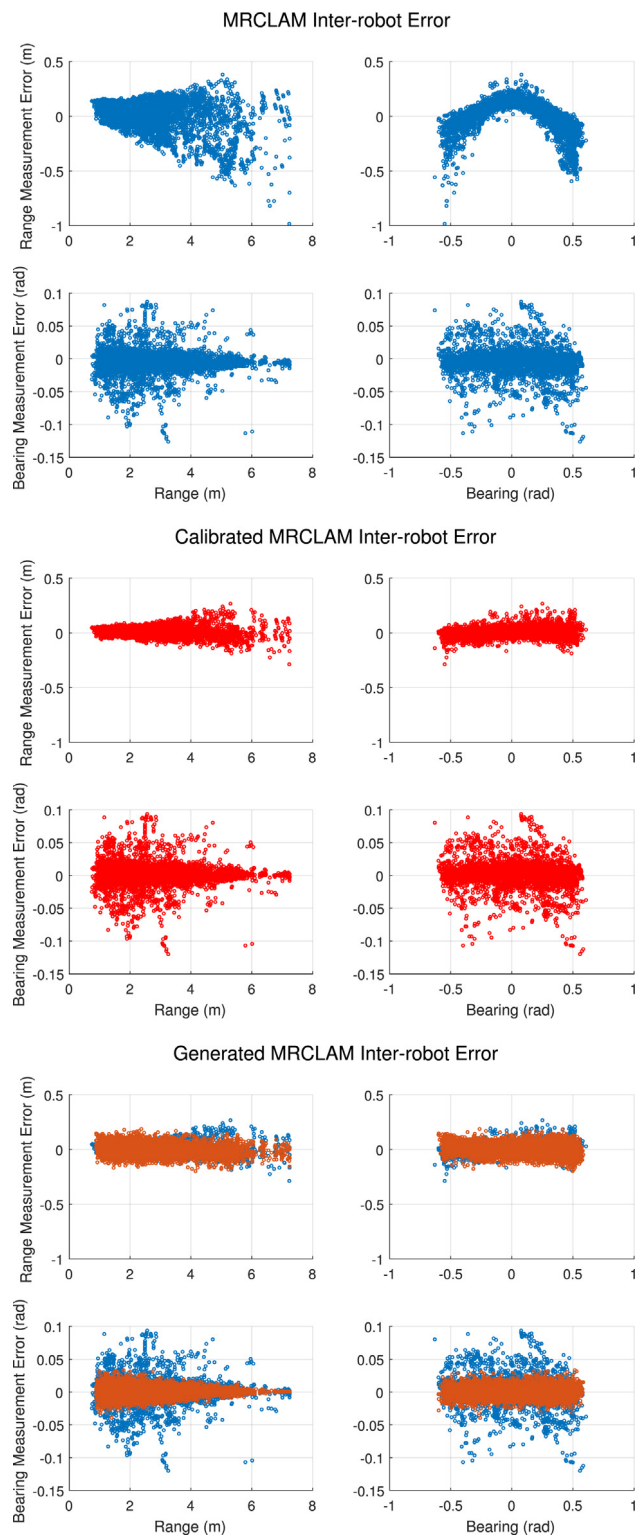 MRCLAM Inter-robot Error
Range Measurement Error (m)
0.5
0
-0.5
-1
0 2 4 6 8
0.5
0
-0.5
-1
-1 -0.5 0 0.5 1
Bearing Measurement Error (rad)
0.1
0.05
0
-0.05
-0.1
-0.15
0 2 4 6 8
Range (m)
0.1
0.05
0
-0.05
-0.1
-0.15
-1 -0.5 0 0.5 1
Bearing (rad)
Calibrated MRCLAM Inter-robot Error
Range Measurement Error (m)
0.5
0
-0.5
-1
0 2 4 6 8
0.5
0
-0.5
-1
-1 -0.5 0 0.5 1
Bearing Measurement Error (rad)
0.1
0.05
0
-0.05
-0.1
-0.15
0 2 4 6 8
Range (m)
0.1
0.05
0
-0.05
-0.1
-0.15
-1 -0.5 0 0.5 1
Bearing (rad)
Generated MRCLAM Inter-robot Error
Range Measurement Error (m)
0.5
0
-0.5
-1
0 2 4 6 8
0.5
0
-0.5
-1
-1 -0.5 0 0.5 1
Bearing Measurement Error (rad)
0.1
0.05
0
-0.05
-0.1
-0.15
0 2 4 6 8
Range (m)
0.1
0.05
0
-0.05
-0.1
-0.15
-1 -0.5 0 0.5 1
Bearing (rad)